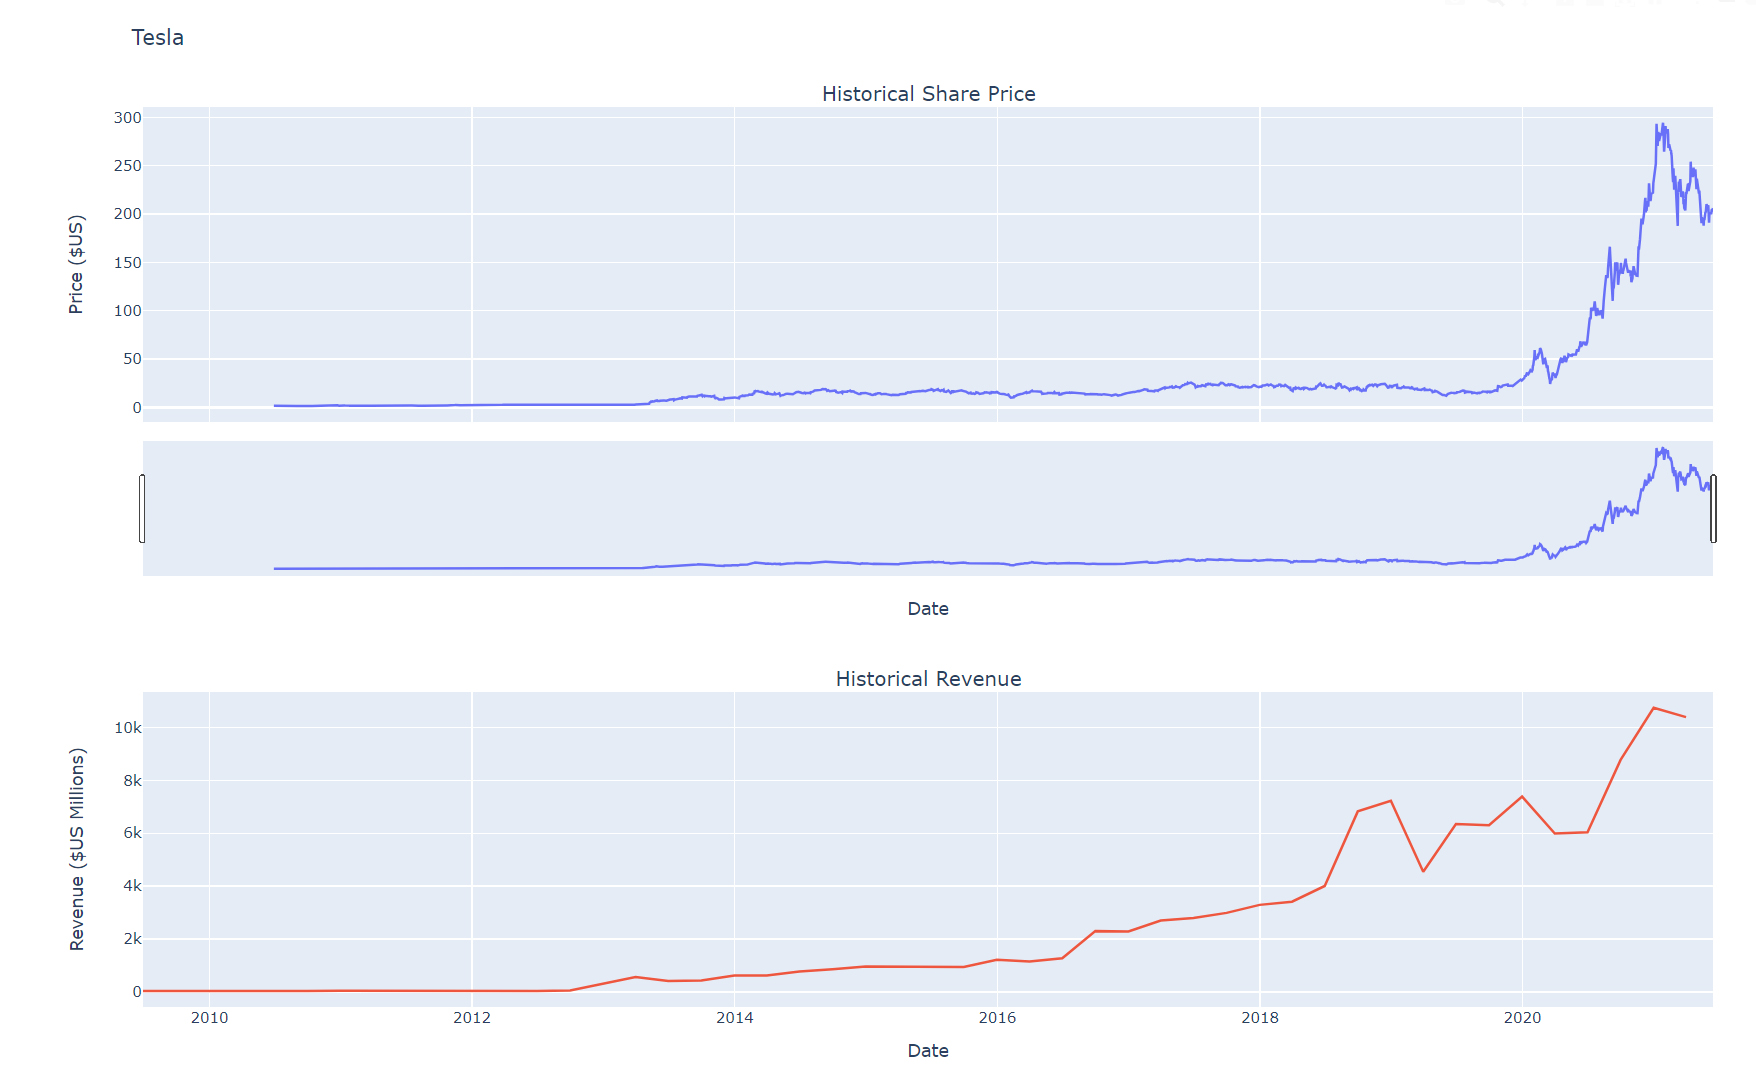 Tesla
Historical Share Price
300
250
200
150
100
50
0
Price ($US)
Date
Historical Revenue
10k
8k
6k
4k
2k
0
Revenue ($US Millions)
2010 2012 2014 2016 2018 2020
Date